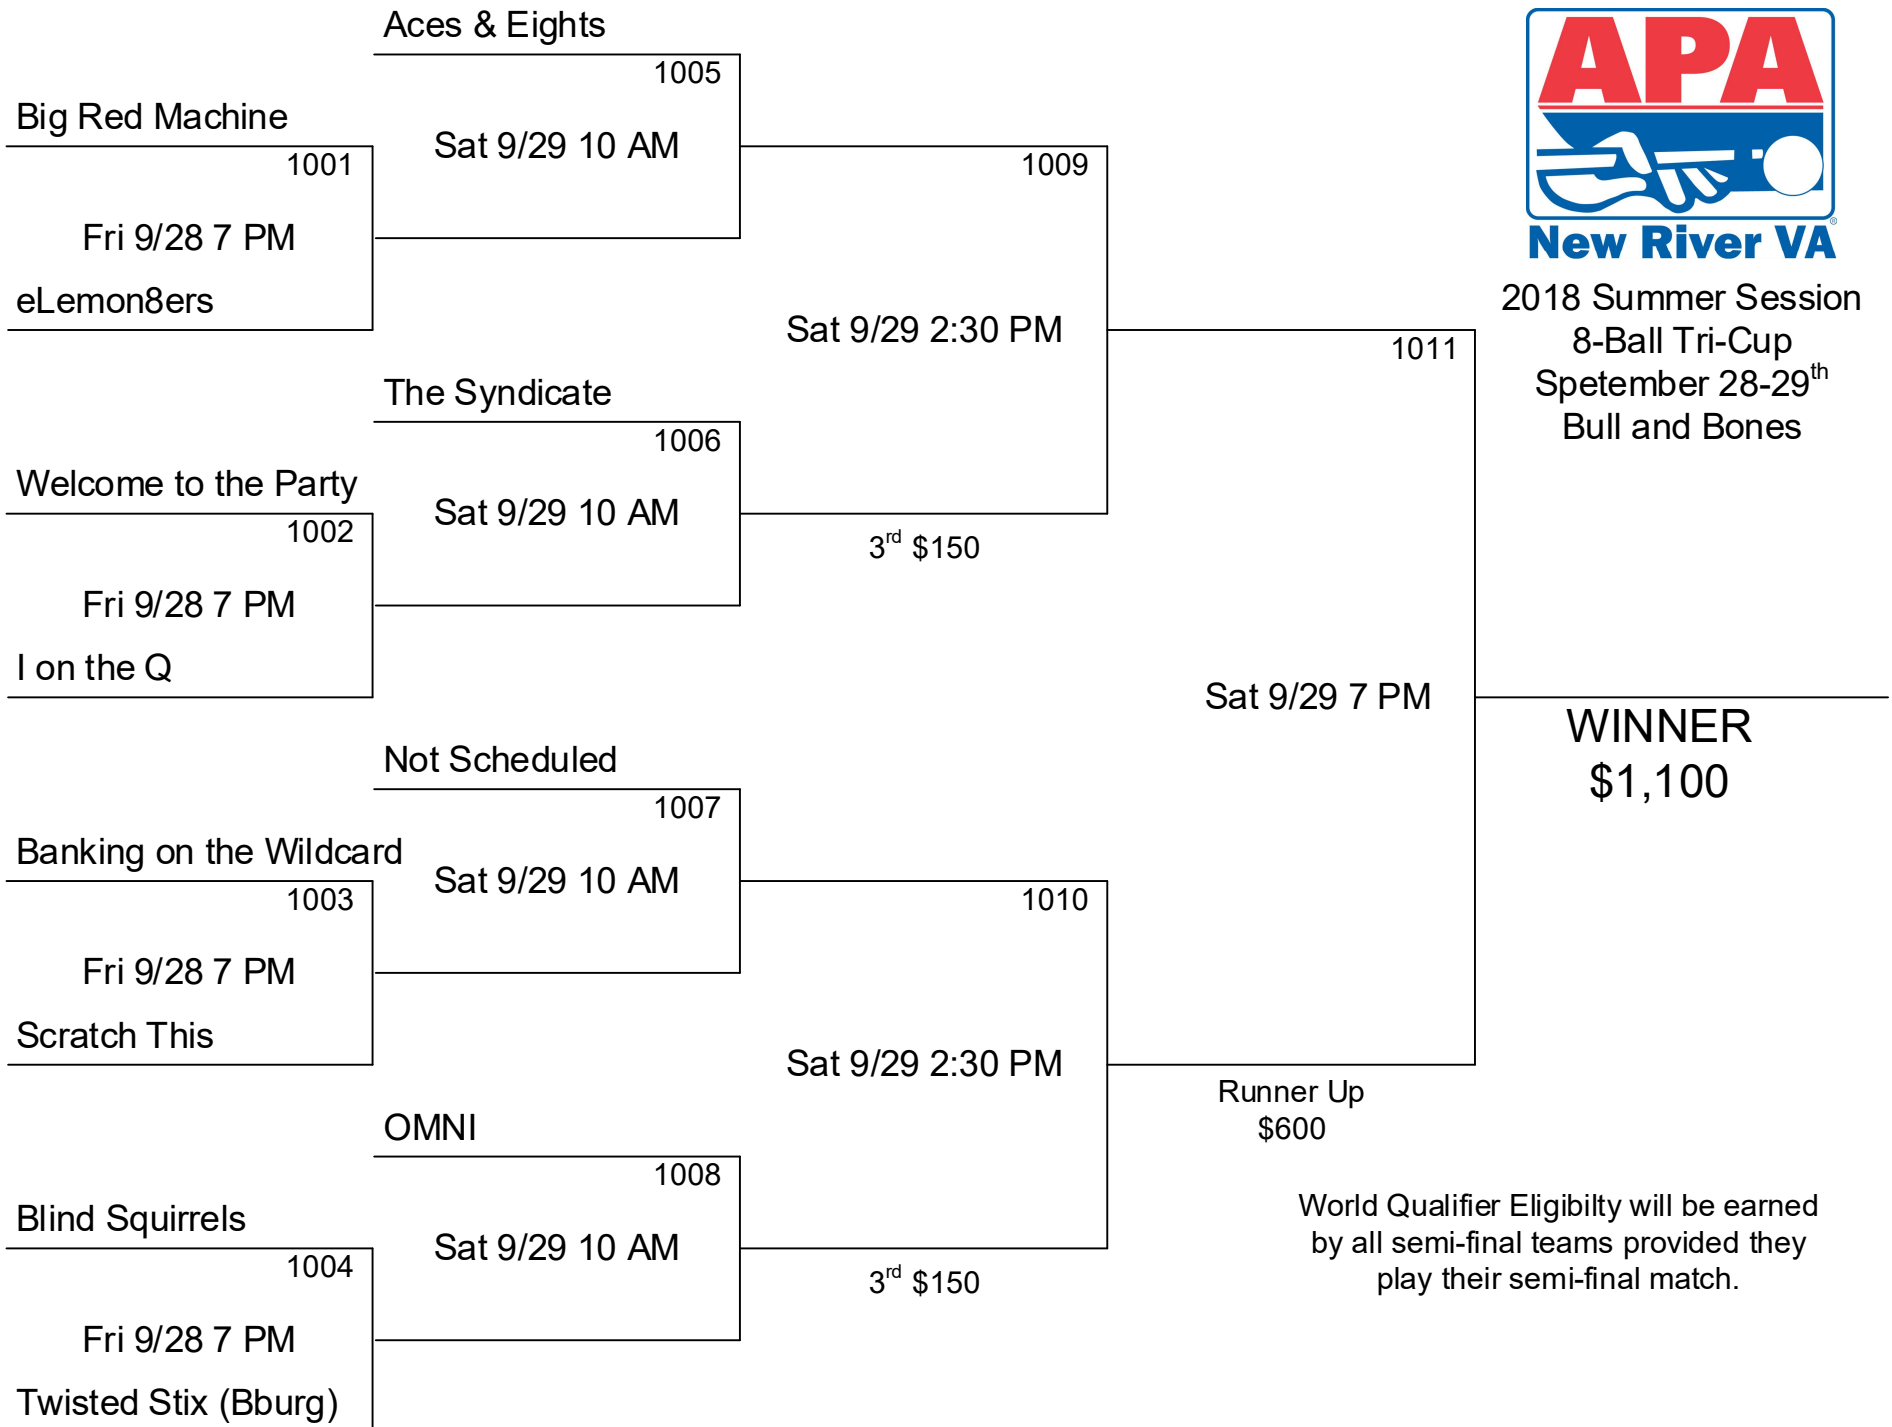 Aces & Eights
1005
Sat 9/29 10 AM
Big Red Machine
1001
Fri 9/28 7 PM
eLemon8ers
1009
Sat 9/29 2:30 PM
The Syndicate
1006
Sat 9/29 10 AM
Welcome to the Party
1002
Fri 9/28 7 PM
I on the Q
3rd $150
1011
Sat 9/29 7 PM
Not Scheduled
1007
Sat 9/29 10 AM
Banking on the Wildcard
1003
Fri 9/28 7 PM
Scratch This
1010
Sat 9/29 2:30 PM
OMNI
1008
Sat 9/29 10 AM
Blind Squirrels
1004
Fri 9/28 7 PM
Twisted Stix (Bburg)
3rd $150
Runner Up
$600
WINNER
$1,100
APA
®
New River VA
2018 Summer Session
8-Ball Tri-Cup
Spetember 28-29th
Bull and Bones
World Qualifier Eligibilty will be earned
by all semi-final teams provided they
play their semi-final match.